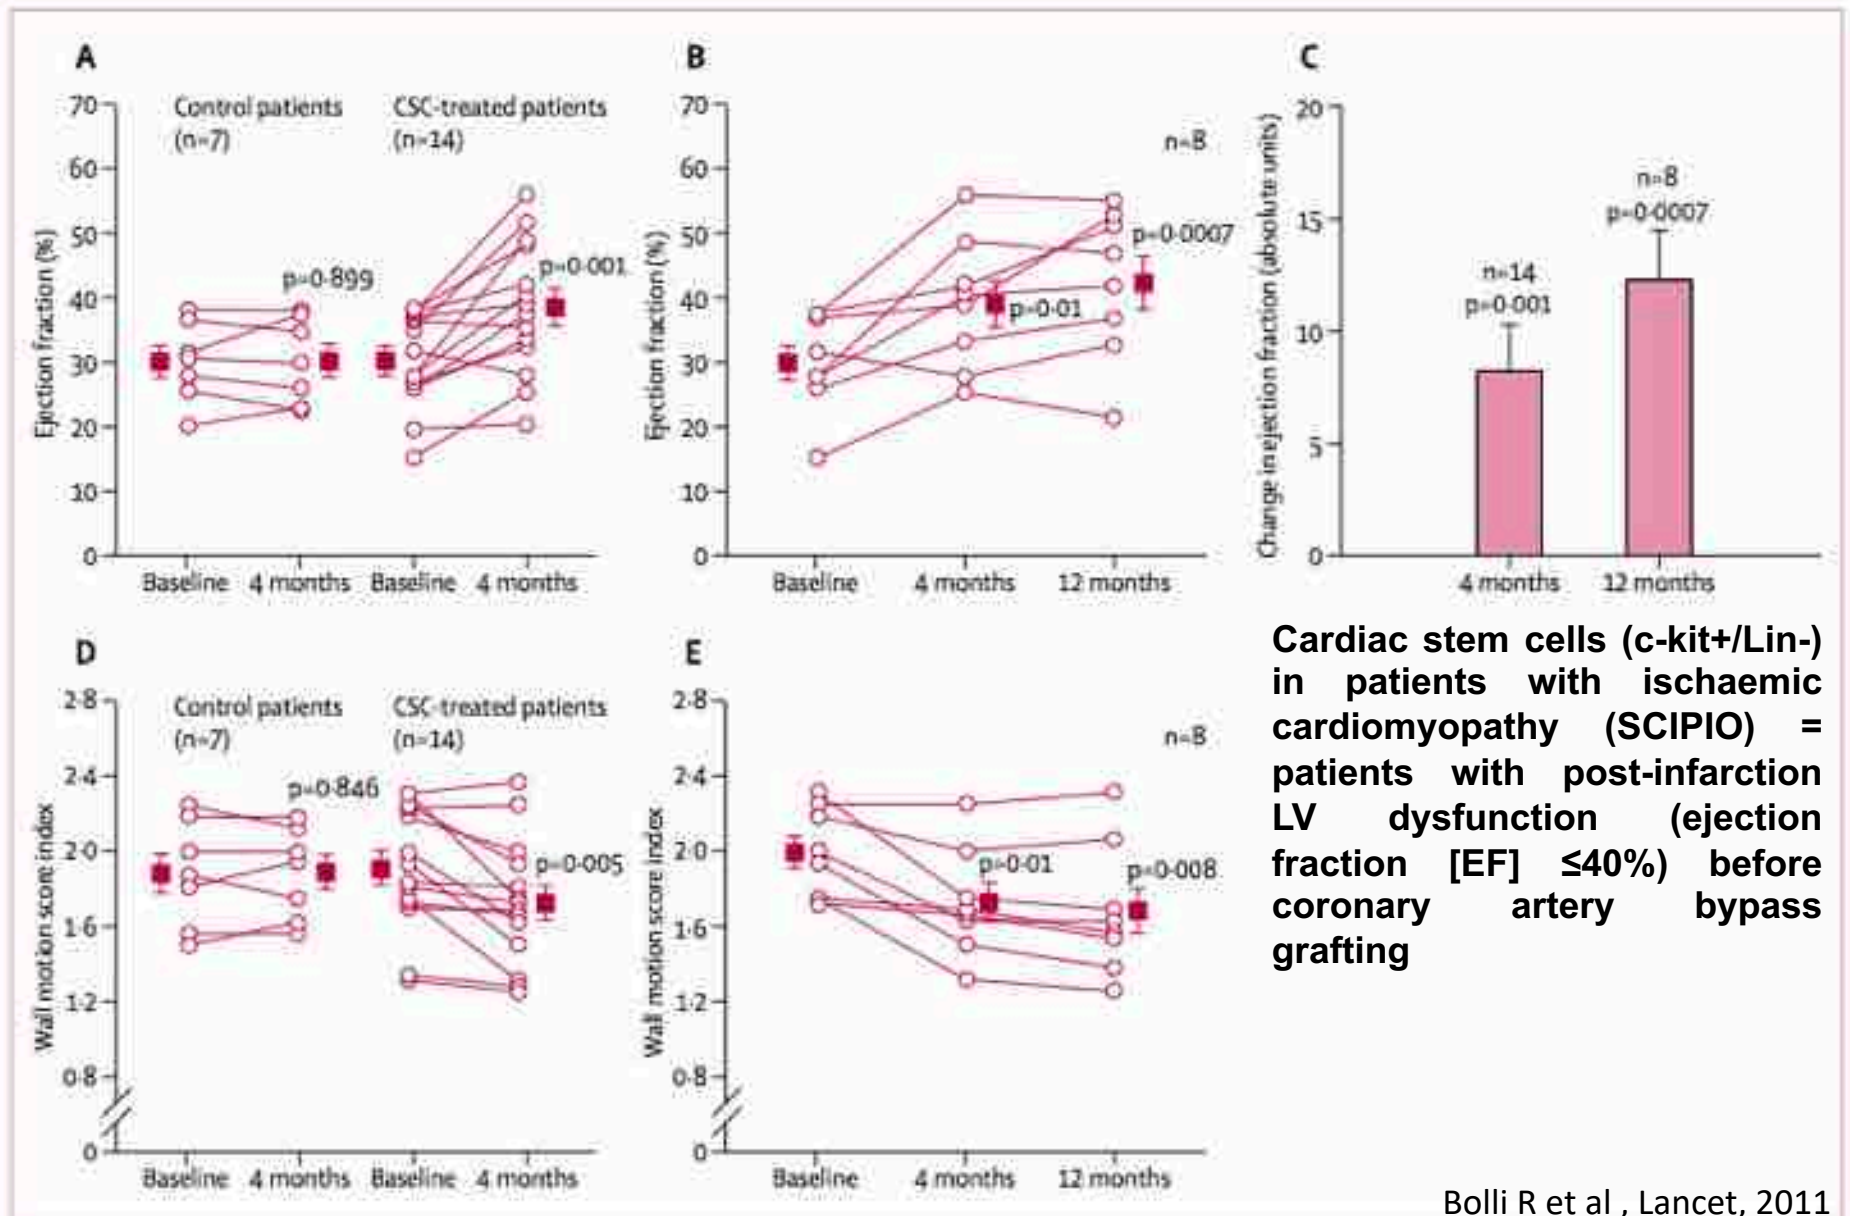 A
Control patients
(n=7)
CSC-treated patients
(n=14)
p=0·899
p=0·001
Ejection fraction (%)
70
60
50
40
30
20
10
0
Baseline 4 months Baseline 4 months
B
n=8
p=0·0007
p=0·01
Ejection fraction (%)
70
60
50
40
30
20
10
0
Baseline 4 months 12 months
C
n=8
p=0·0007
n=14
p=0·001
Change in ejection fraction (absolute units)
20
15
10
5
0
4 months 12 months
D
Control patients
(n=7)
CSC-treated patients
(n=14)
p=0·846
p=0·005
Wall motion score index
2·8
2·4
2·0
1·6
1·2
0·8
0
Baseline 4 months Baseline 4 months
E
n=8
p=0·01
p=0·008
Wall motion score index
2·8
2·4
2·0
1·6
1·2
0·8
0
Baseline 4 months 12 months
Cardiac stem cells (c-kit+/Lin-)
in patients with ischaemic
cardiomyopathy (SCIPIO) =
patients with post-infarction
LV dysfunction (ejection
fraction [EF] ≤40%) before
coronary artery bypass
grafting
Bolli R et al , Lancet, 2011